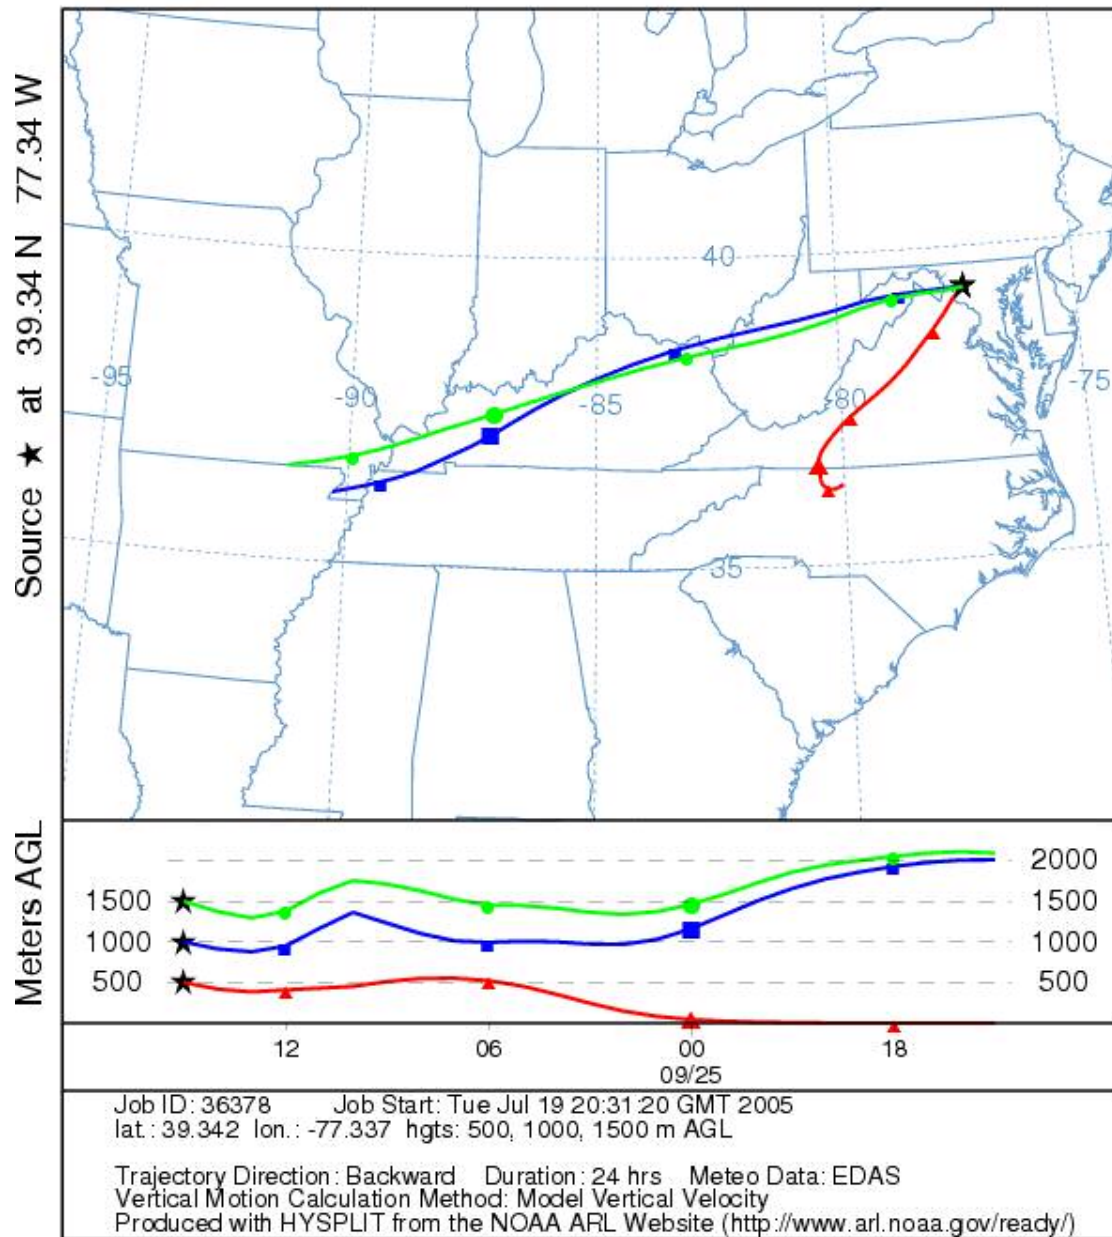 Source ★ at 39.34 N 77.34 W
40
-95
-90
-85
-80
-75
35
Meters AGL
2000
1500
1500
1000
1000
500
500
12
06
00
18
09/25
Job ID: 36378 Job Start: Tue Jul 19 20:31:20 GMT 2005
lat.: 39.342 lon.: -77.337 hgts: 500, 1000, 1500 m AGL
Trajectory Direction: Backward Duration: 24 hrs Meteo Data: EDAS
Vertical Motion Calculation Method: Model Vertical Velocity
Produced with HYSPLIT from the NOAA ARL Website (http://www.arl.noaa.gov/ready/)